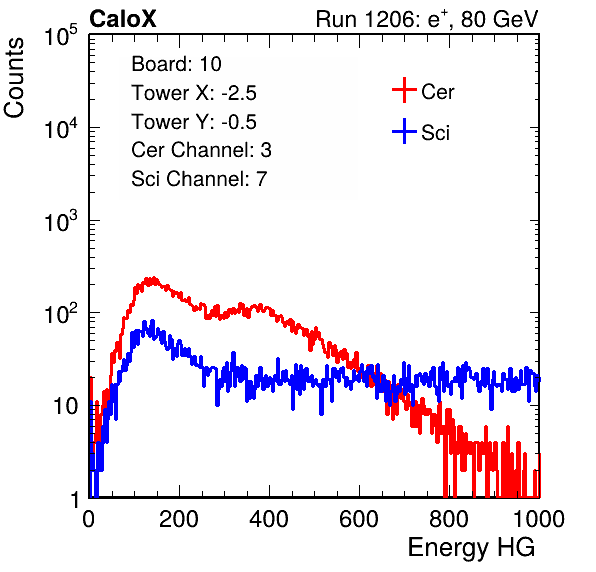 CaloX Run 1206: e⁺, 80 GeV
Counts
Board: 10
Tower X: -2.5
Tower Y: -0.5
Cer Channel: 3
Sci Channel: 7
Cer
Sci
10⁵
10⁴
10³
10²
10
1
0 200 400 600 800 1000
Energy HG